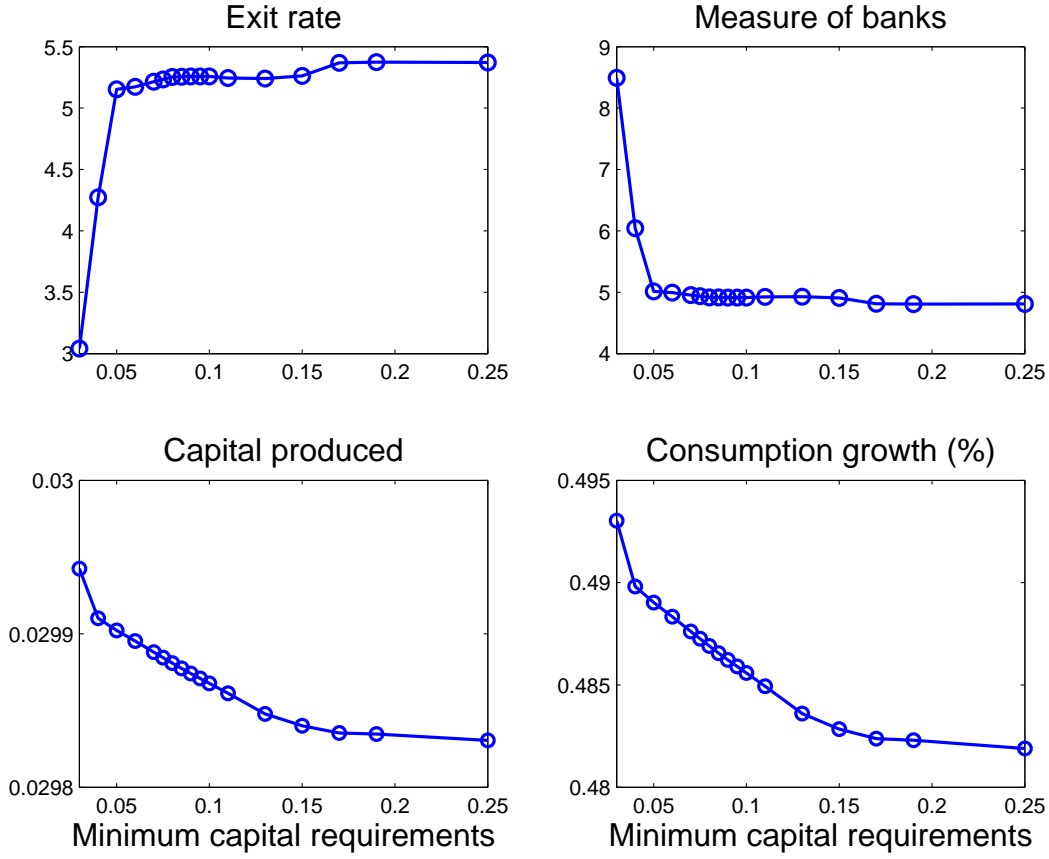 Exit rate
5.5
5
4.5
4
3.5
3
0.05 0.1 0.15 0.2 0.25
Measure of banks
9
8
7
6
5
4
0.05 0.1 0.15 0.2 0.25
Capital produced
0.03
0.0299
0.0298
0.05 0.1 0.15 0.2 0.25
Minimum capital requirements
Consumption growth (%)
0.495
0.49
0.485
0.48
0.05 0.1 0.15 0.2 0.25
Minimum capital requirements